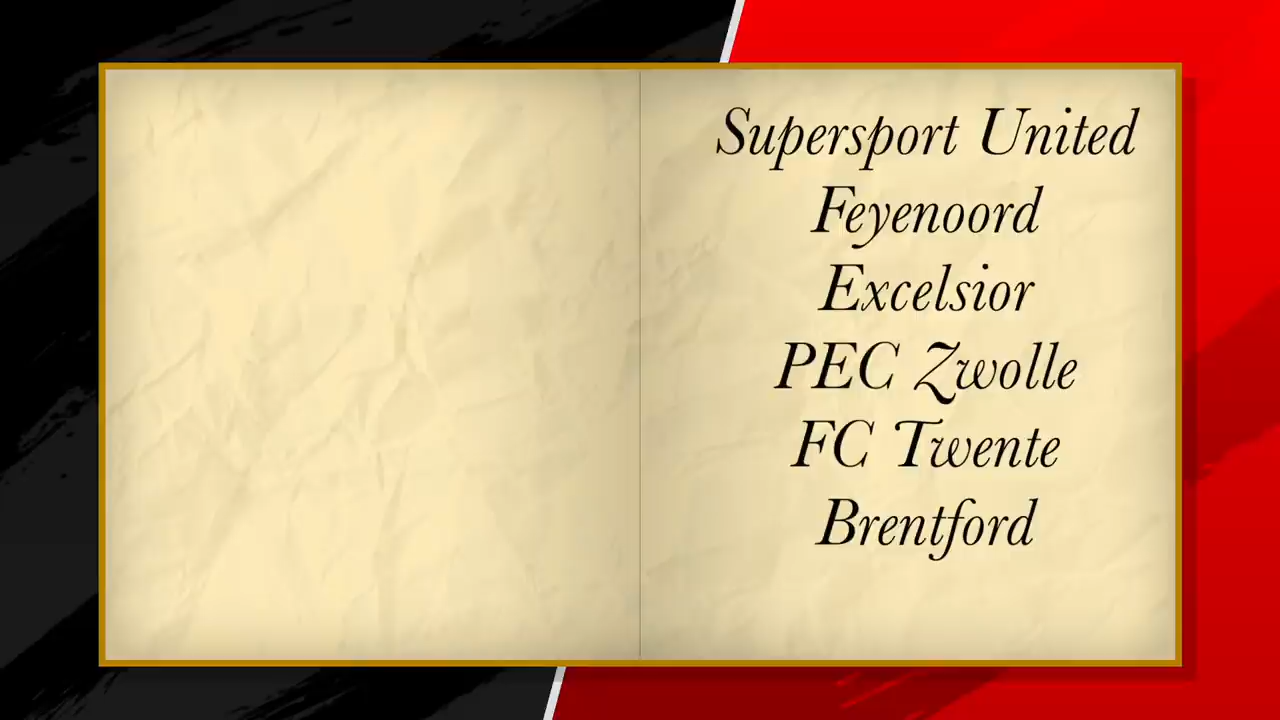 Supersport United
Feyenoord
Excelsior
PEC Zwolle
FC Twente
Brentford